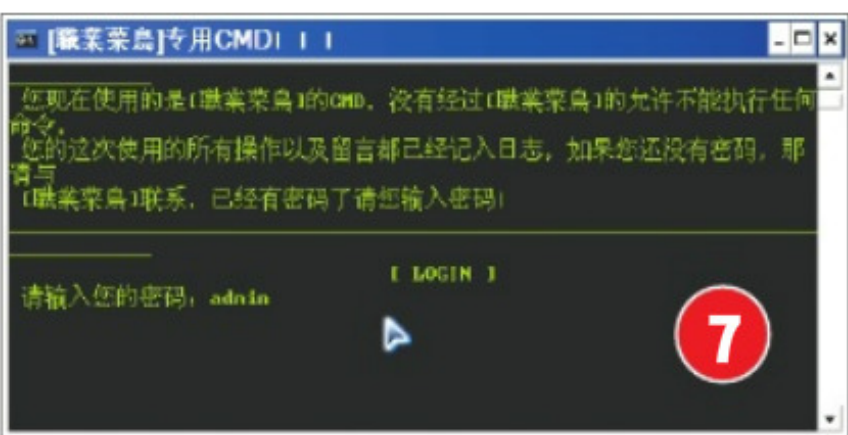 [職業菜鳥]专用CMD! ! !
您现在使用的是[職業菜鳥]的CMD，没有经过[職業菜鳥]的允许不能执行任何
命令。
您的这次使用的所有操作以及留言都已经记入日志，如果您还没有密码，那
请与
[職業菜鳥]联系，已经有密码了请您输入密码!
[ LOGIN ]
请输入您的密码：admin
7